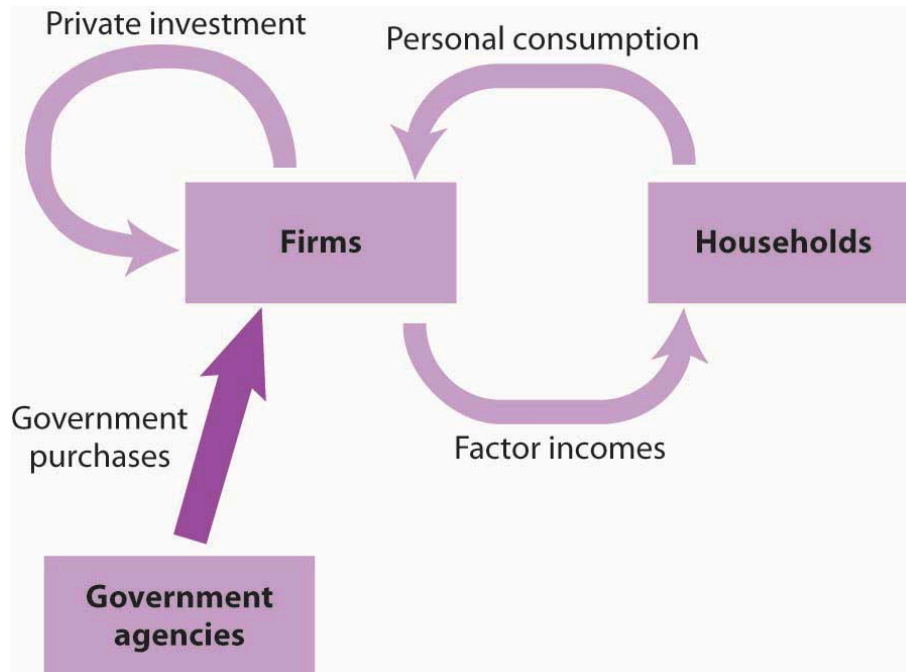 Private investment
Personal consumption
Firms
Households
Government
purchases
Factor incomes
Government
agencies